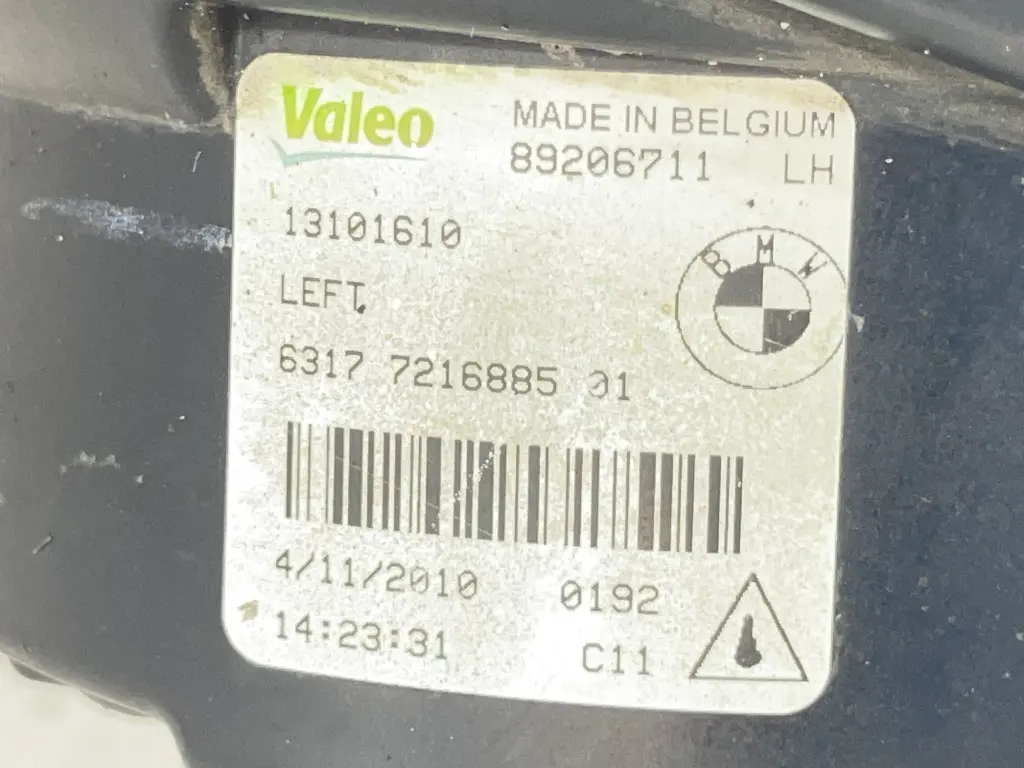 Valeo
MADE IN BELGIUM
89206711 LH
13101610
BMW
LEFT
6317 7216885 01
4/11/2010 0192
14:23:31 C11